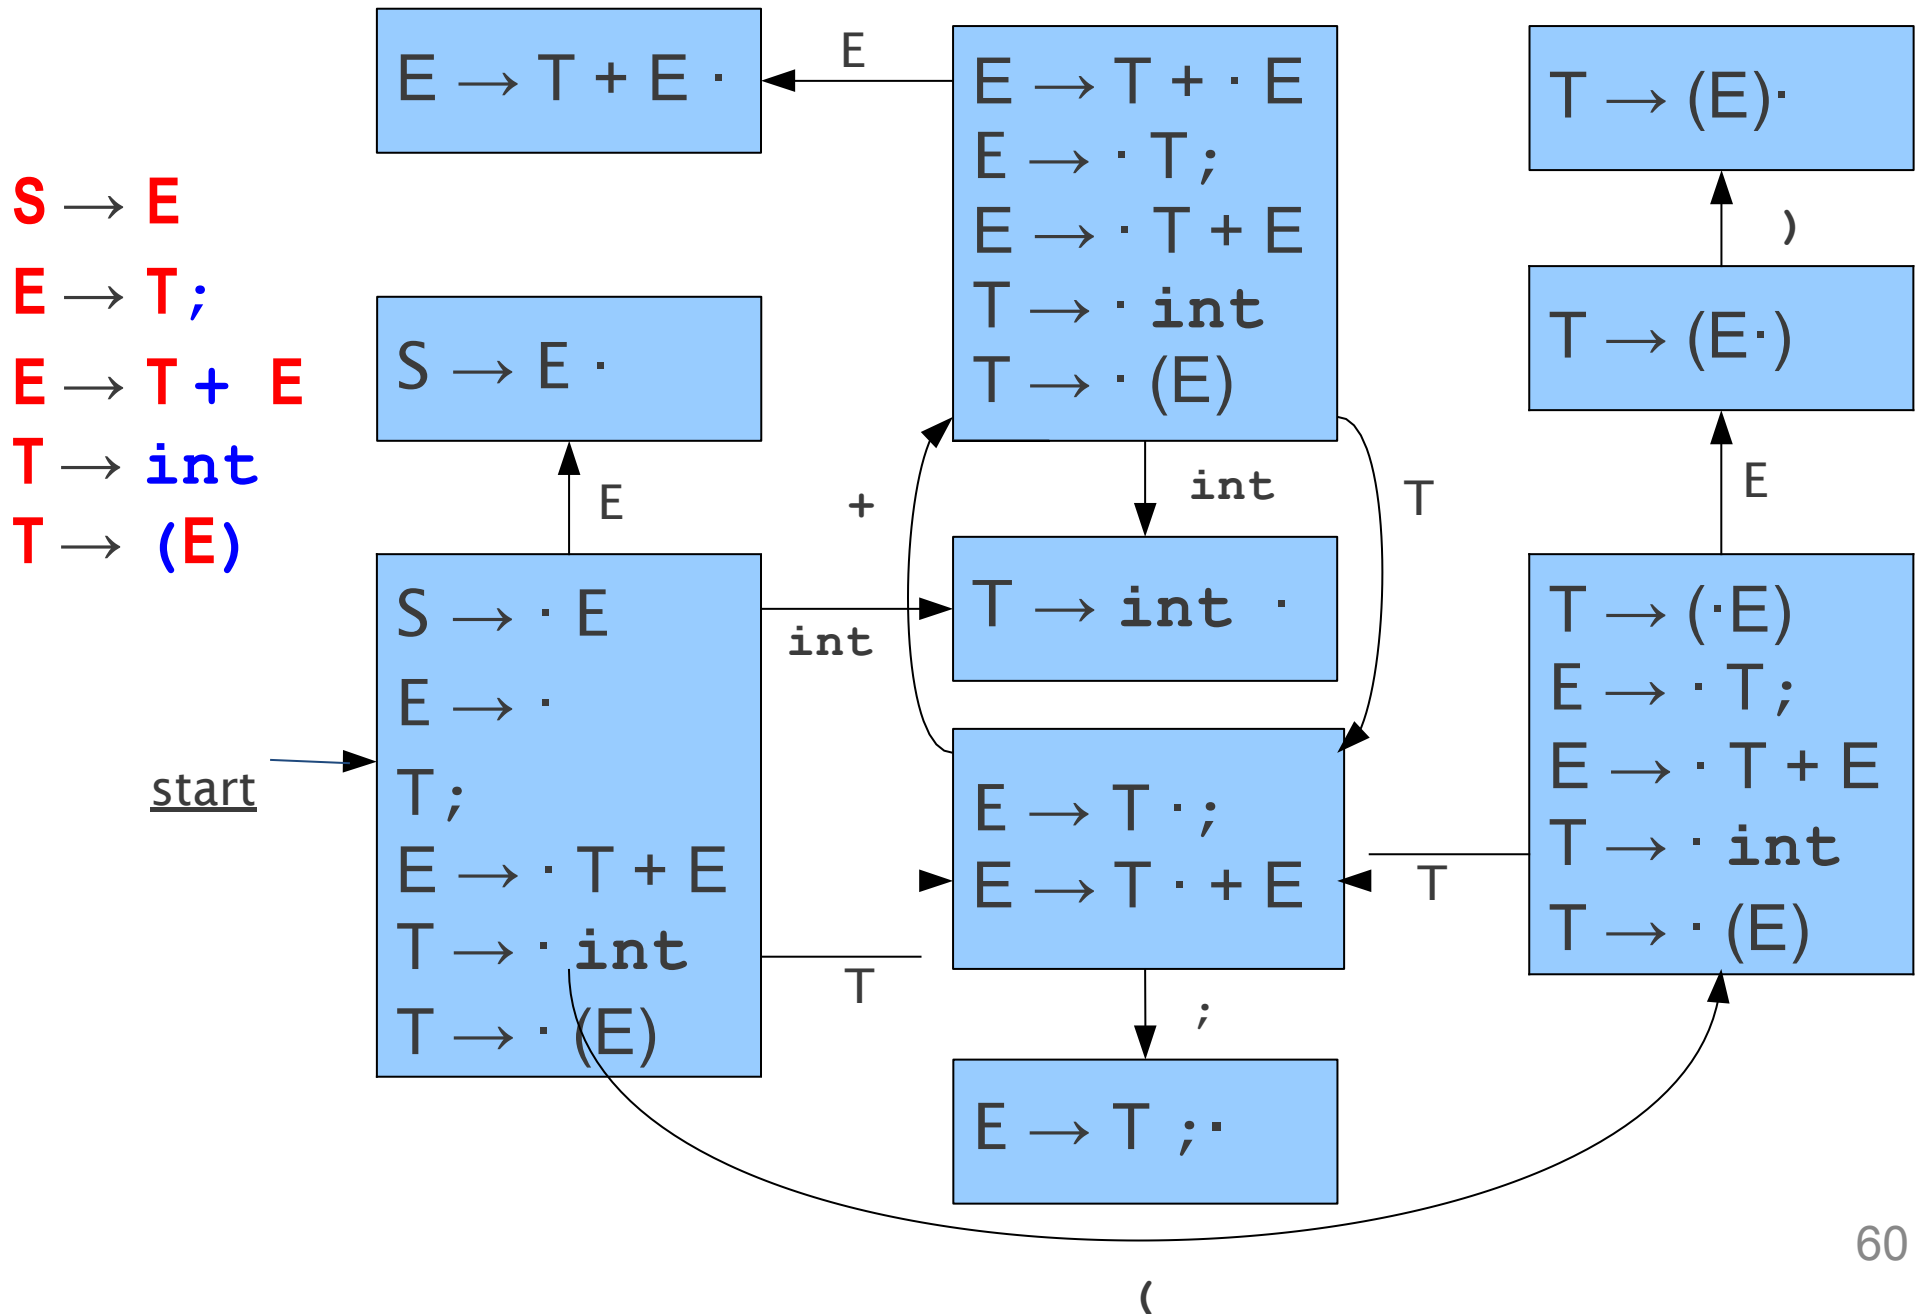 S → E
E → T ;
E → T + E
T → int
T → (E)
start
E → T + E ·
E
E → T + · E
E → · T ;
E → · T + E
T → · int
T → · (E)
T → (E)·
)
T → (E·)
E
S → E ·
E
+
int
T
S → · E
E → ·
T ;
E → · T + E
T → · int
T → · (E)
int
T → int ·
T
E → T · ;
E → T · + E
T
T → (·E)
E → · T ;
E → · T + E
T → · int
T → · (E)
;
E → T ; ·
(
60